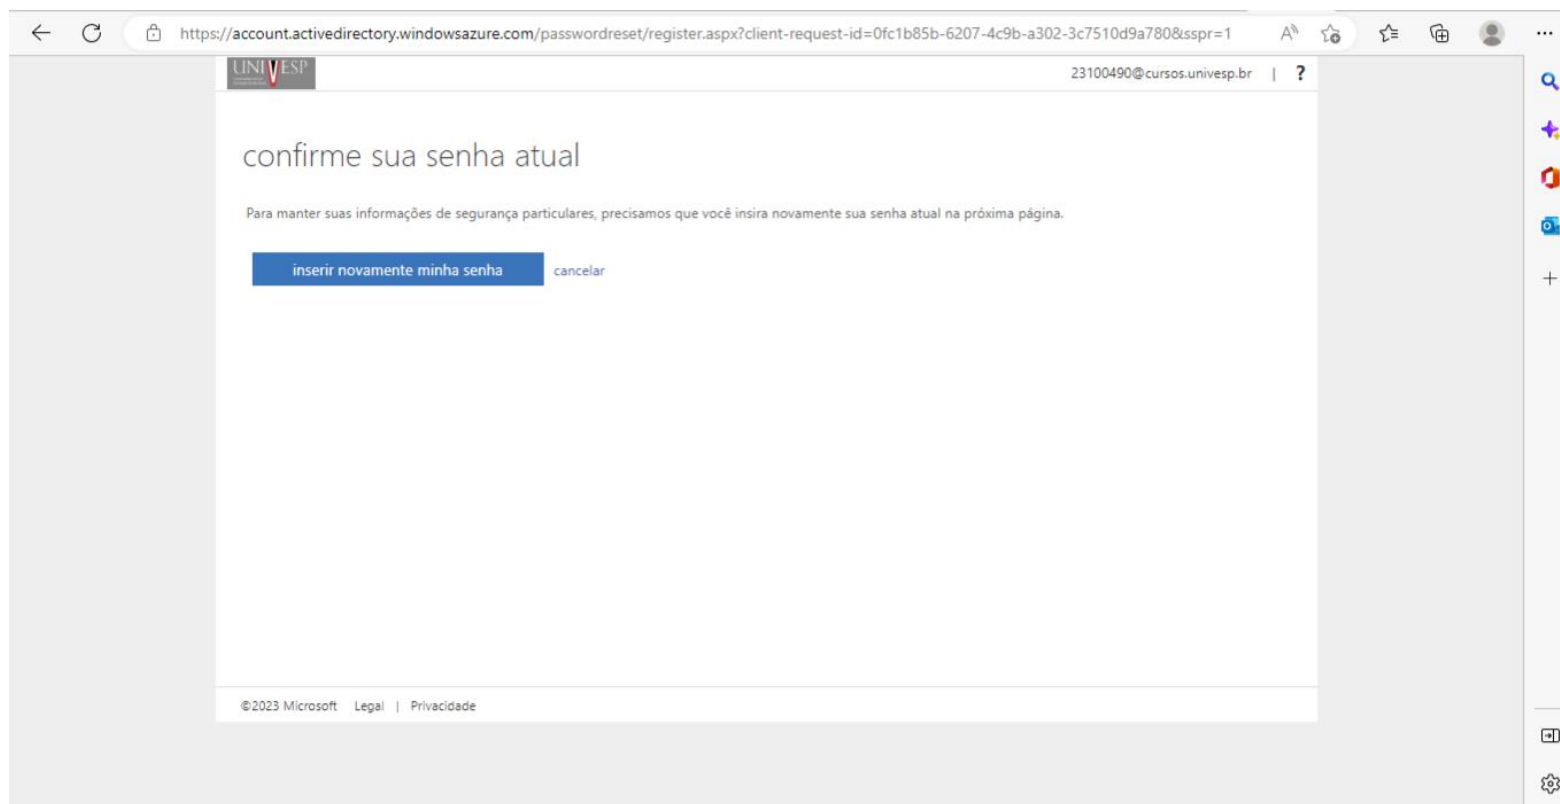 https://account.activedirectory.windowsazure.com/passwordreset/register.aspx?client-request-id=0fc1b85b-6207-4c9b-a302-3c7510d9a780&sspr=1
UNIVESP
23100490@cursos.univesp.br | ?
confirme sua senha atual
Para manter suas informações de segurança particulares, precisamos que você insira novamente sua senha atual na próxima página.
inserir novamente minha senha cancelar
©2023 Microsoft Legal | Privacidade